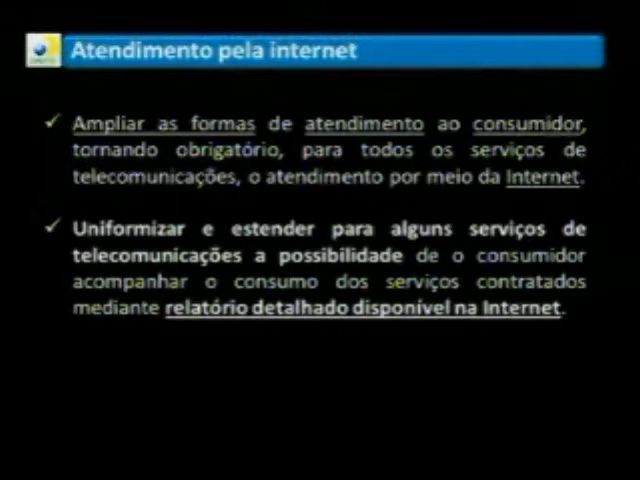 Atendimento pela internet
✓ Ampliar as formas de atendimento ao consumidor,
tornando obrigatório, para todos os serviços de
telecomunicações, o atendimento por meio da Internet.
✓ Uniformizar e estender para alguns serviços de
telecomunicações a possibilidade de o consumidor
acompanhar o consumo dos serviços contratados
mediante relatório detalhado disponível na Internet.